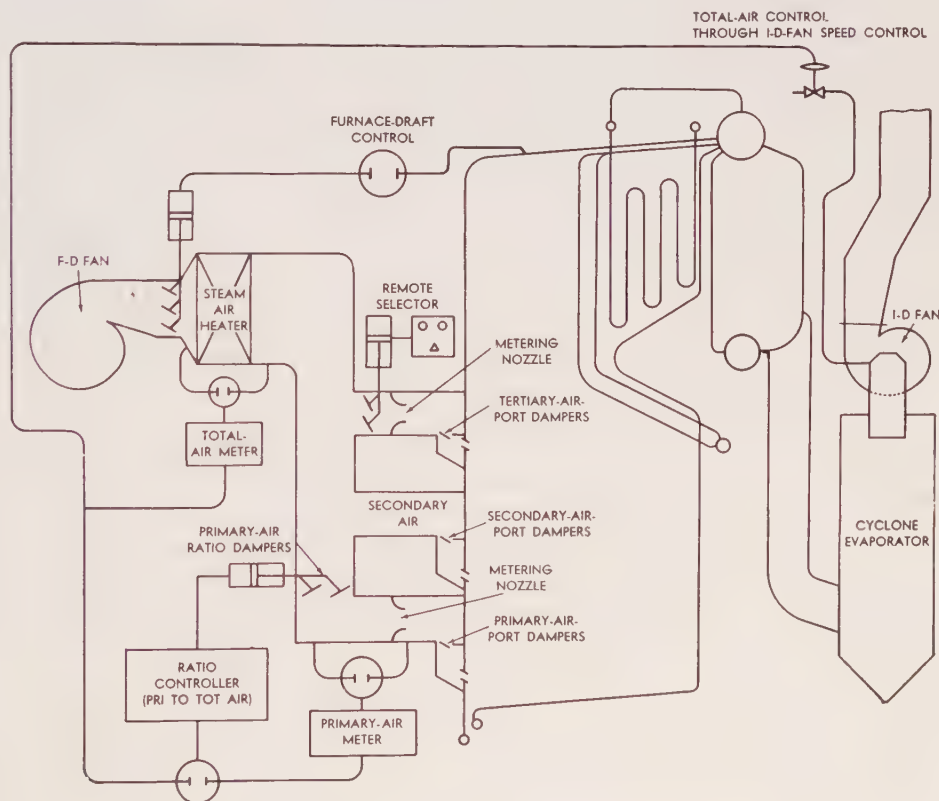 TOTAL-AIR CONTROL
THROUGH I-D-FAN SPEED CONTROL
FURNACE-DRAFT
CONTROL
F-D FAN
STEAM
AIR
HEATER
REMOTE
SELECTOR
I-D FAN
METERING
NOZZLE
TERTIARY-AIR-
PORT DAMPERS
TOTAL-
AIR METER
SECONDARY
AIR
SECONDARY-AIR-
PORT DAMPERS
CYCLONE
EVAPORATOR
PRIMARY-AIR
RATIO DAMPERS
METERING
NOZZLE
PRIMARY-AIR-
PORT DAMPERS
RATIO
CONTROLLER
(PRI TO TOT AIR)
PRIMARY-AIR
METER